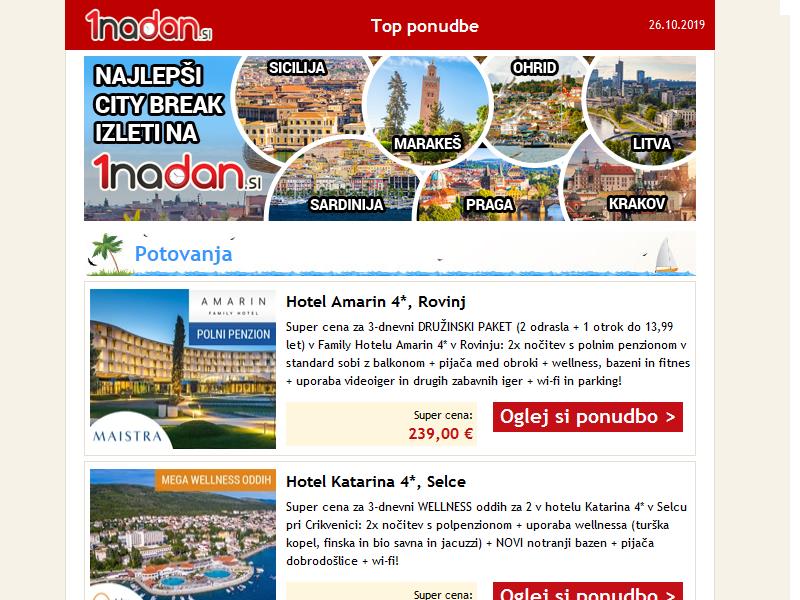 1nadan.si
Top ponudbe
26.10.2019
NAJLEPŠI
CITY BREAK
IZLETI NA
1nadan.SI
SICILIJA
MARAKEŠ
OHRID
LITVA
SARDINIJA
PRAGA
KRAKOV
Potovanja
AMARIN
FAMILY HOTEL
POLNI PENZION
MAISTRA
Hotel Amarin 4*, Rovinj
Super cena za 3-dnevni DRUŽINSKI PAKET (2 odrasla + 1 otrok do 13,99
let) v Family Hotelu Amarin 4* v Rovinju: 2x nočitev s polnim penzionom v
standard sobi z balkonom + pijača med obroki + wellness, bazeni in fitnes
+ uporaba videoiger in drugih zabavnih iger + wi-fi in parking!
Super cena:
239,00 €
Oglej si ponudbo >
MEGA WELLNESS ODDIH
Hotel Katarina 4*, Selce
Super cena za 3-dnevni WELLNESS oddih za 2 v hotelu Katarina 4* v Selcu
pri Crikvenici: 2x nočitev s polpenzionom + uporaba wellnessa (turška
kopel, finska in bio savna in jacuzzi) + NOVI notranji bazen + pijača
dobrodošlice + wi-fi!
Super cena:
Oglej si ponudbo >